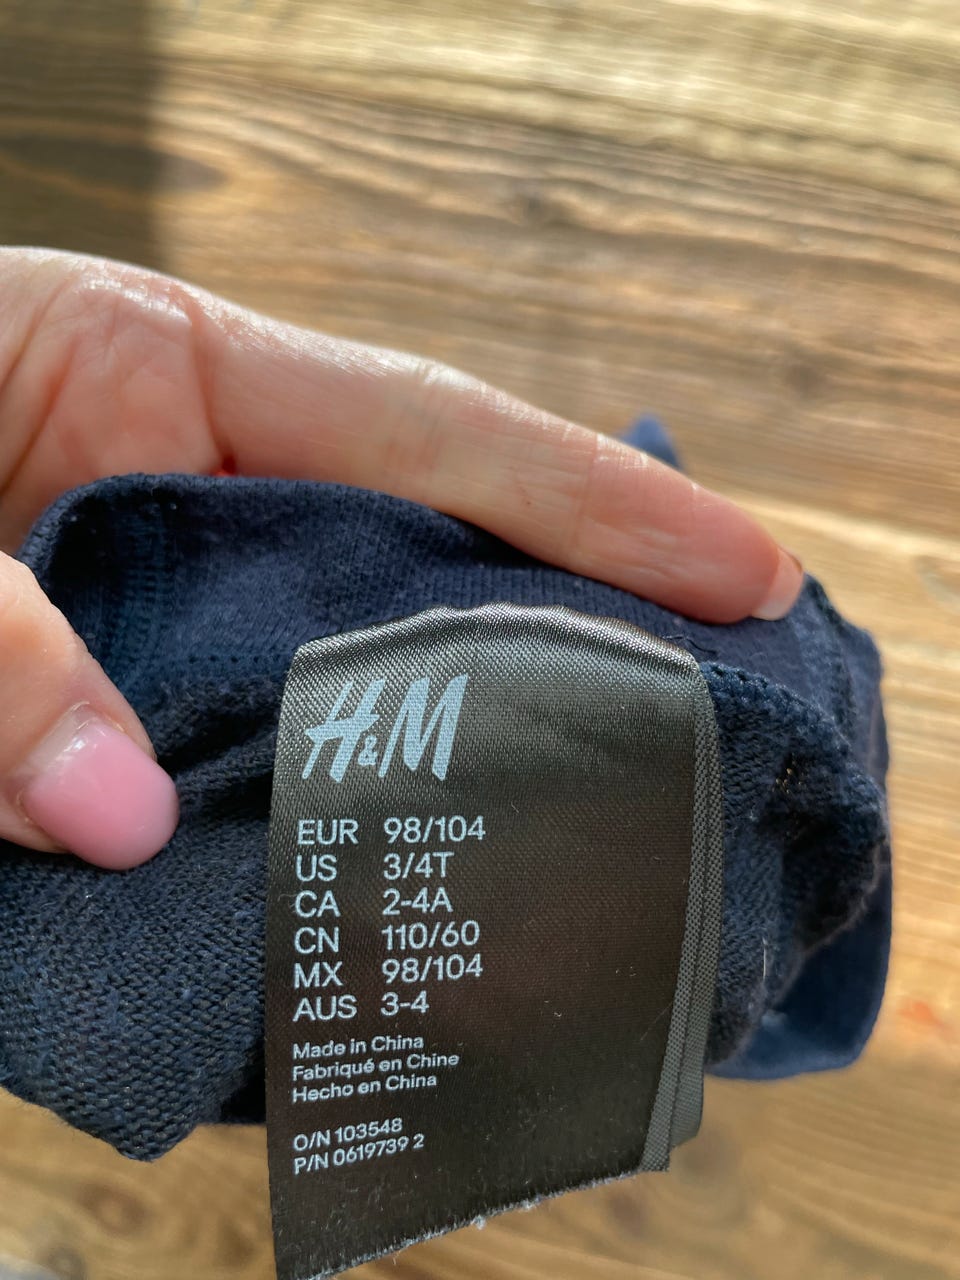 H&M
EUR 98/104
US 3/4T
CA 2-4A
CN 110/60
MX 98/104
AUS 3-4
Made in China
Fabriqué en Chine
Hecho en China
O/N 103548
P/N 0619739 2